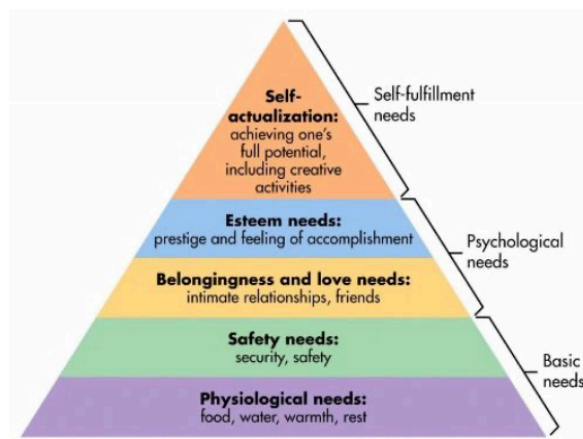 Self-
actualization:
achieving one's
full potential,
including creative
activities
Self-fulfillment
needs
Esteem needs:
prestige and feeling of accomplishment
Psychological
needs
Belongingness and love needs:
intimate relationships, friends
Safety needs:
security, safety
Basic
needs
Physiological needs:
food, water, warmth, rest